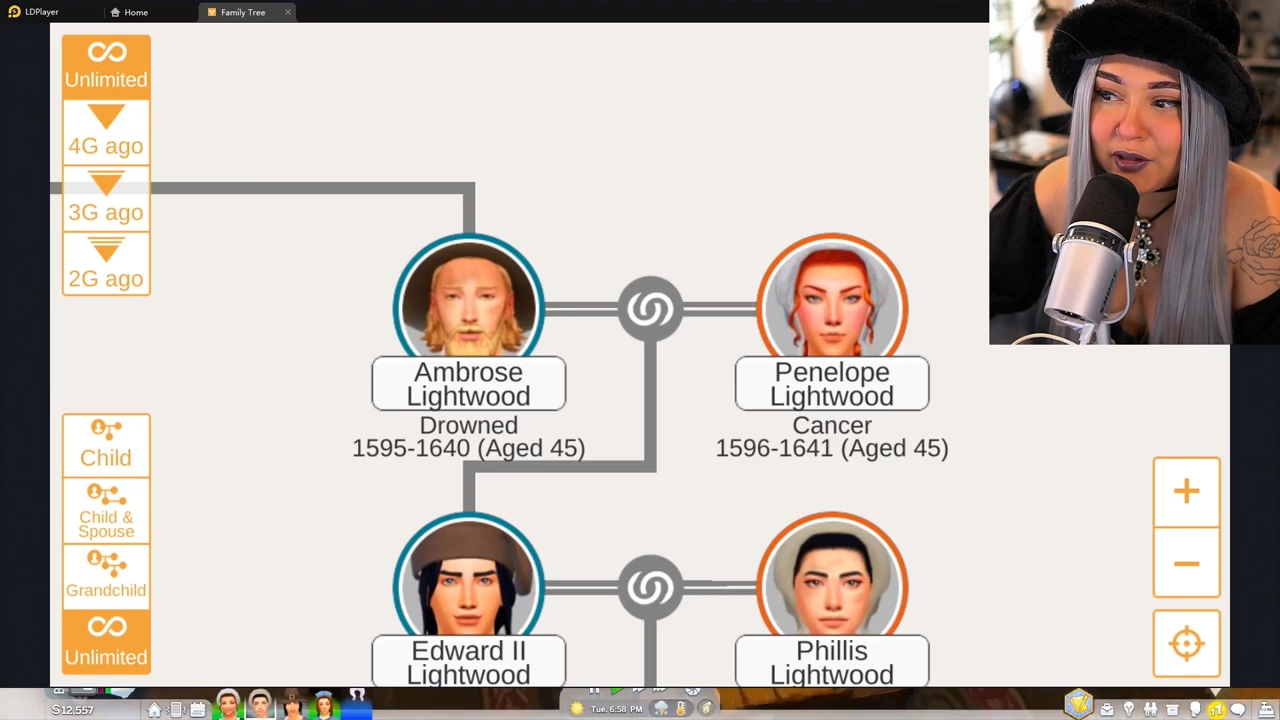 LDPlayer
Home
Family Tree
Unlimited
4G ago
3G ago
2G ago
Ambrose
Lightwood
Drowned
1595-1640 (Aged 45)
Penelope
Lightwood
Cancer
1596-1641 (Aged 45)
Child
Child &
Spouse
Grandchild
Unlimited
Edward II
Lightwood
Phillis
Lightwood
§12,557
Tue. 6:58 PM